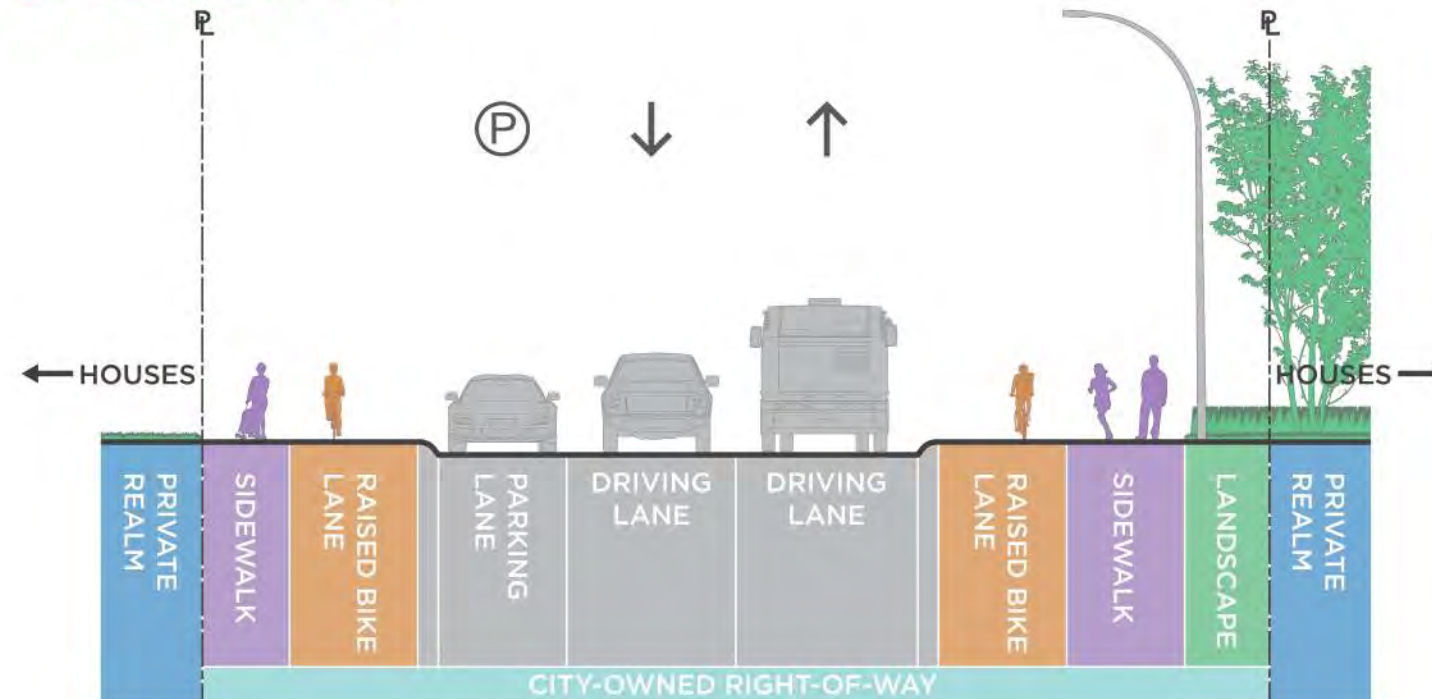 PL
PL
P
HOUSES
HOUSES
PRIVATE
REALM
SIDEWALK
RAISED BIKE
LANE
PARKING
LANE
DRIVING
LANE
DRIVING
LANE
RAISED BIKE
LANE
SIDEWALK
LANDSCAPE
PRIVATE
REALM
CITY-OWNED RIGHT-OF-WAY